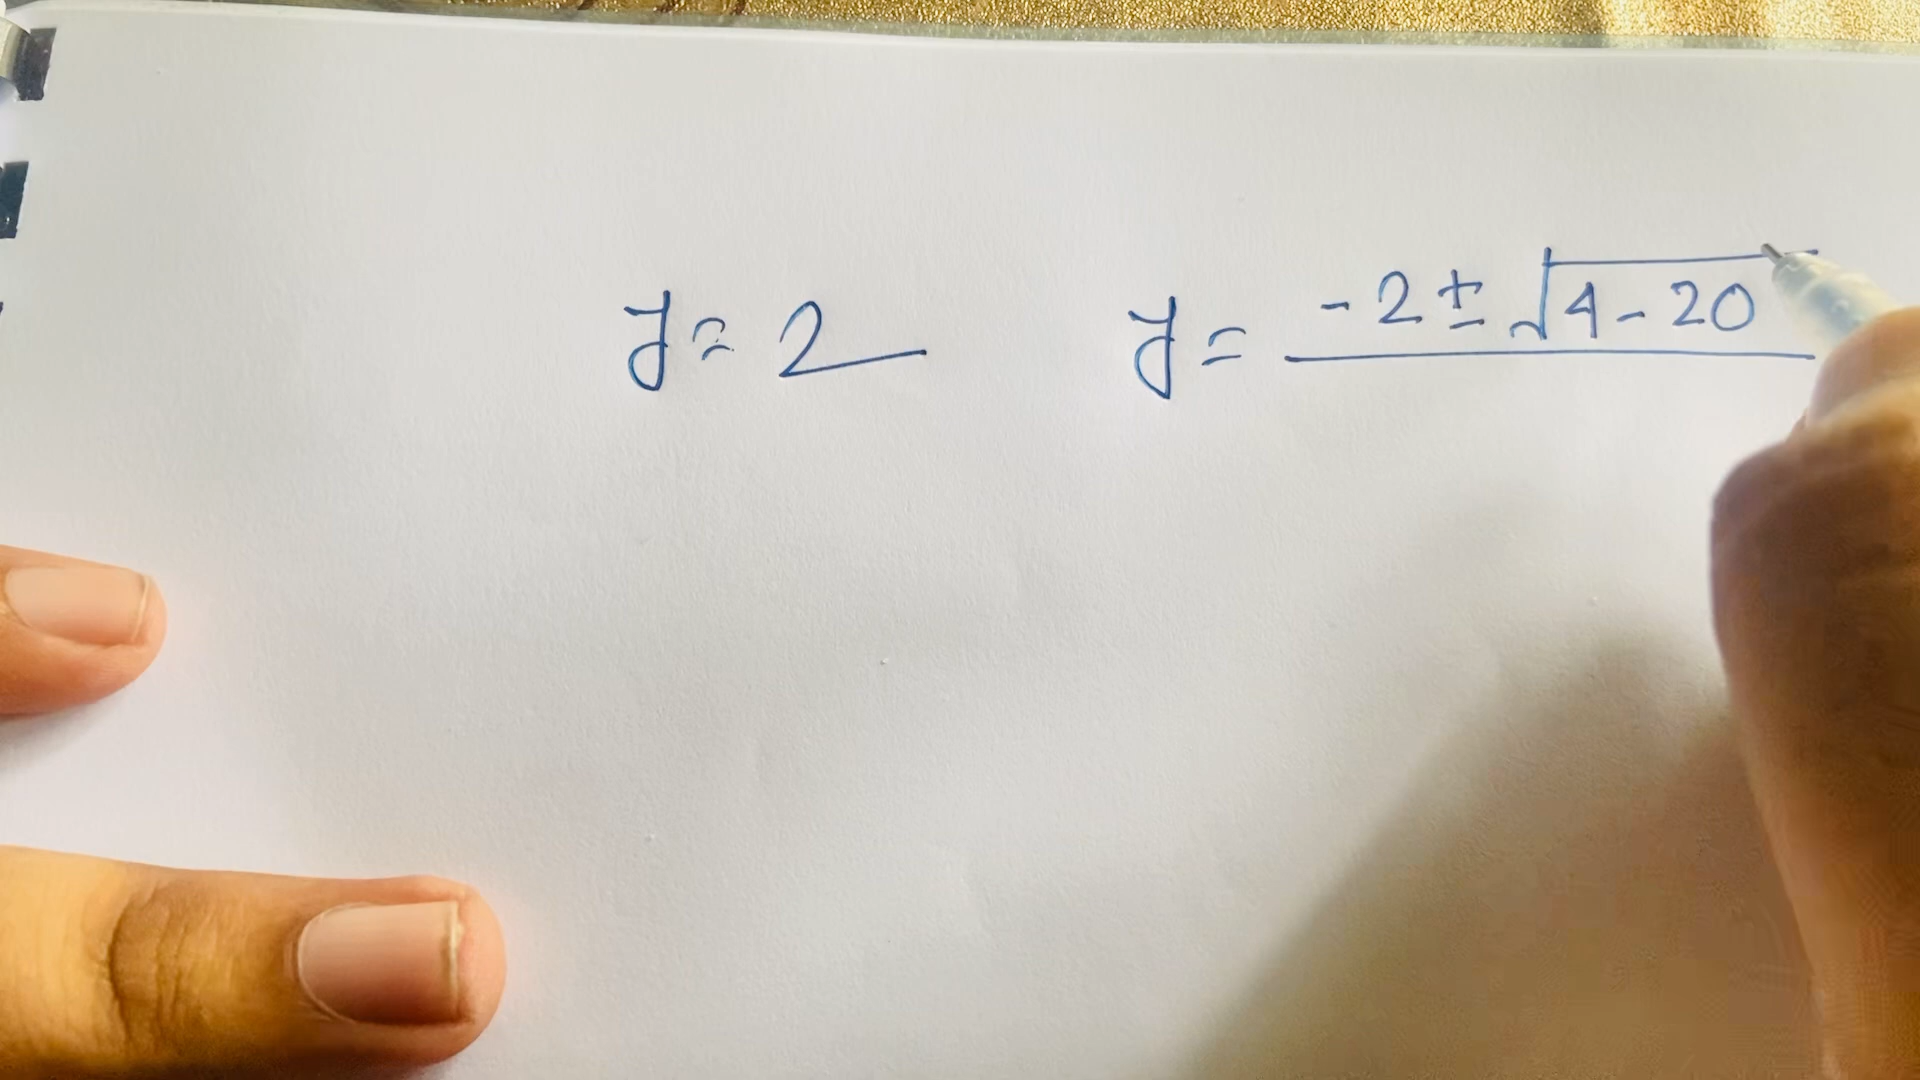 y = 2    y = -2 ± √4 - 20